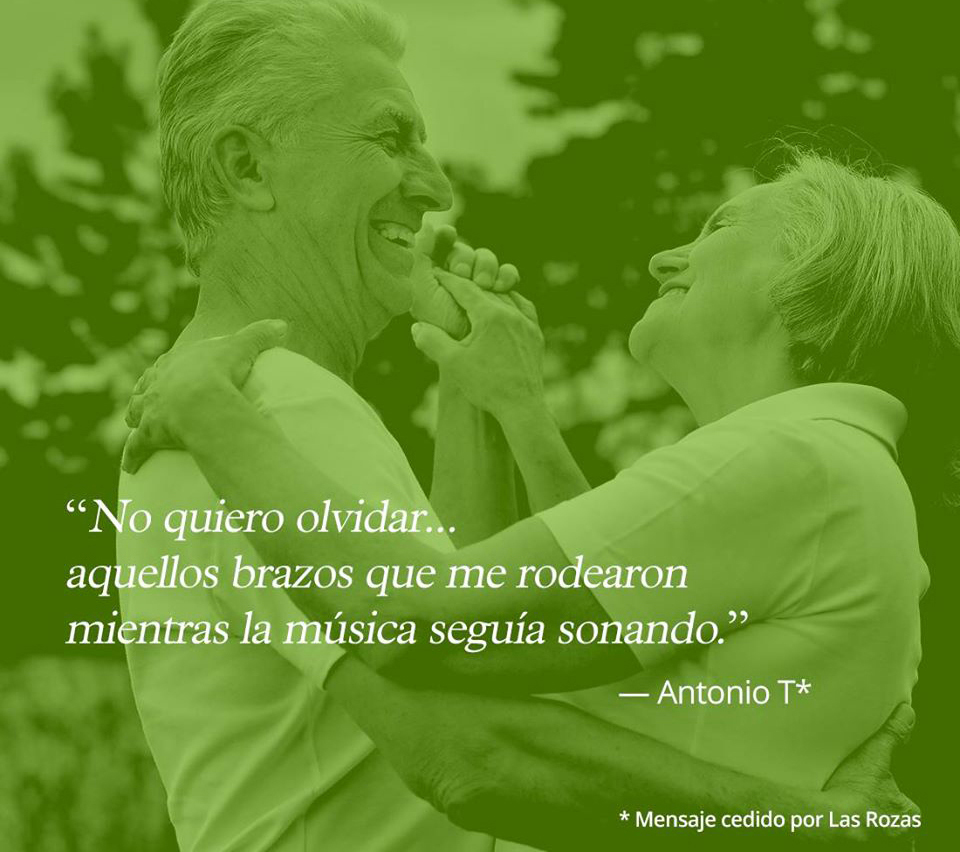 “No quiero olvidar...
aquellos brazos que me rodearon
mientras la música seguía sonando.”
— Antonio T*
* Mensaje cedido por Las Rozas